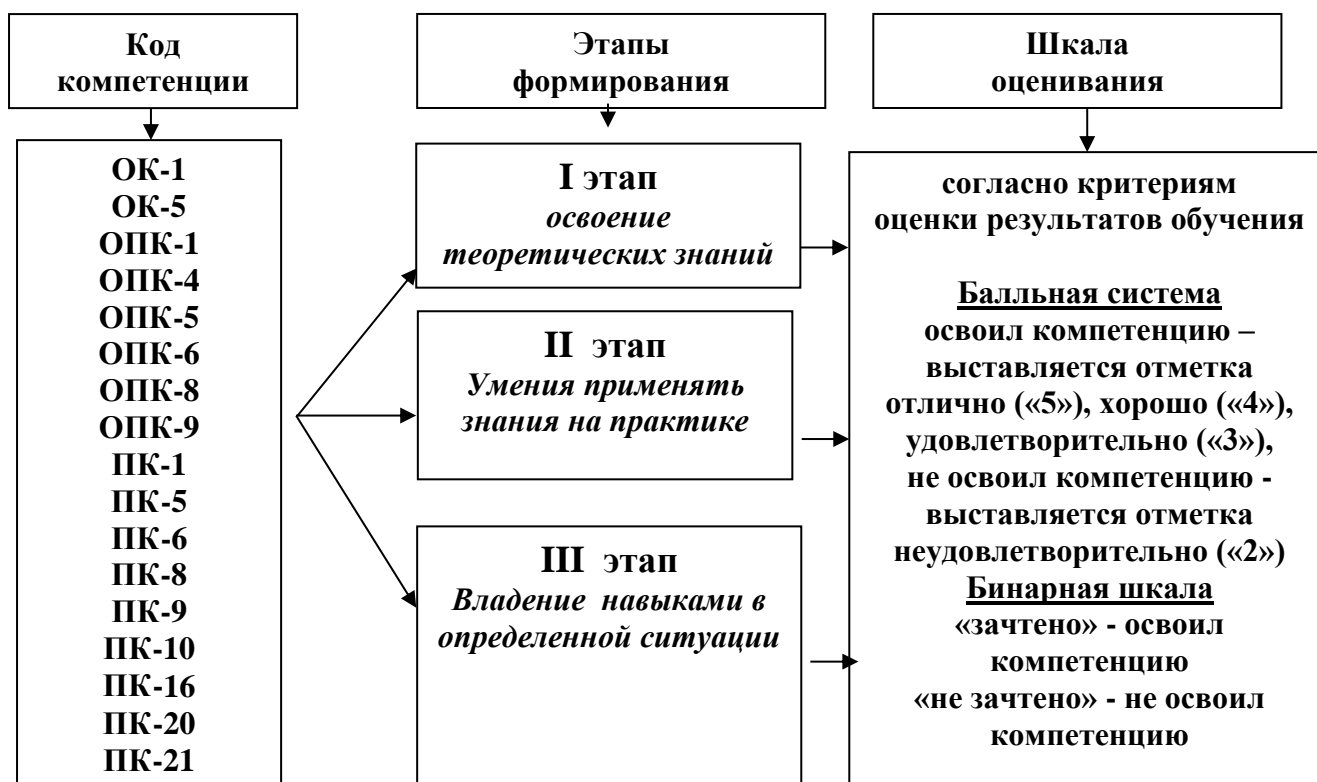 Код
компетенции
ОК-1
ОК-5
ОПК-1
ОПК-4
ОПК-5
ОПК-6
ОПК-8
ОПК-9
ПК-1
ПК-5
ПК-6
ПК-8
ПК-9
ПК-10
ПК-16
ПК-20
ПК-21
Этапы
формирования
I этап
освоение
теоретических знаний
II этап
Умения применять
знания на практике
III этап
Владение навыками в
определенной ситуации
Шкала
оценивания
согласно критериям
оценки результатов обучения
Балльная система
освоил компетенцию –
выставляется отметка
отлично («5»), хорошо («4»),
удовлетворительно («3»),
не освоил компетенцию -
выставляется отметка
неудовлетворительно («2»)
Бинарная шкала
«зачтено» - освоил
компетенцию
«не зачтено» - не освоил
компетенцию